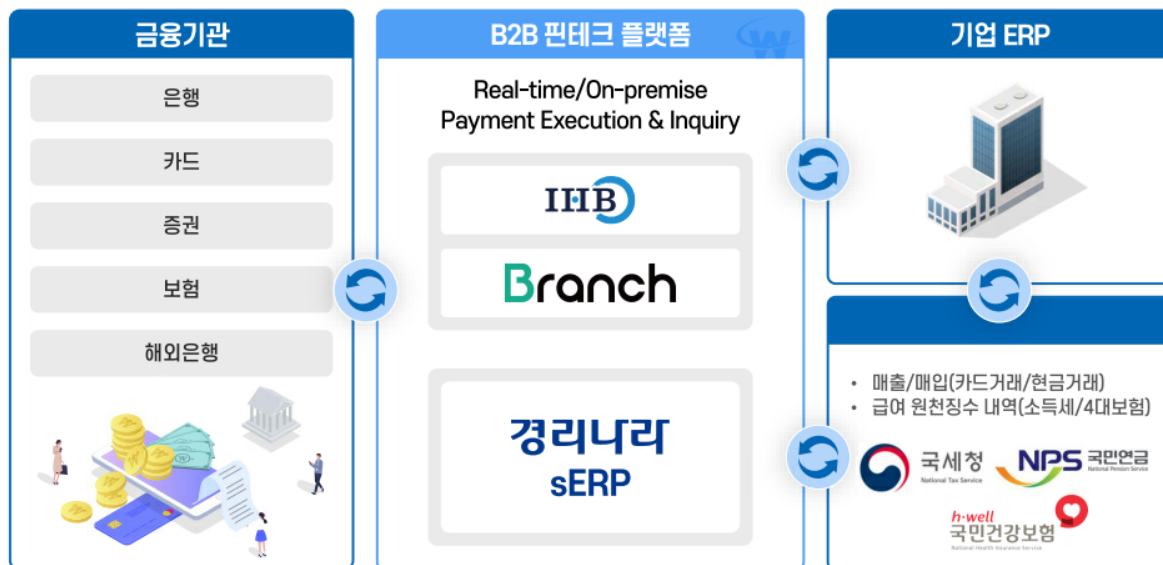 금융기관
은행
카드
증권
보험
해외은행
B2B 핀테크 플랫폼
W
Real-time/On-premise
Payment Execution & Inquiry
IHB
Branch
경리나라
sERP
기업 ERP
• 매출/매입(카드거래/현금거래)
• 급여 원천징수 내역(소득세/4대보험)
국세청
National Tax Service
NPS 국민연금
National Pension Service
h·well
국민건강보험
National Health Insurance Service